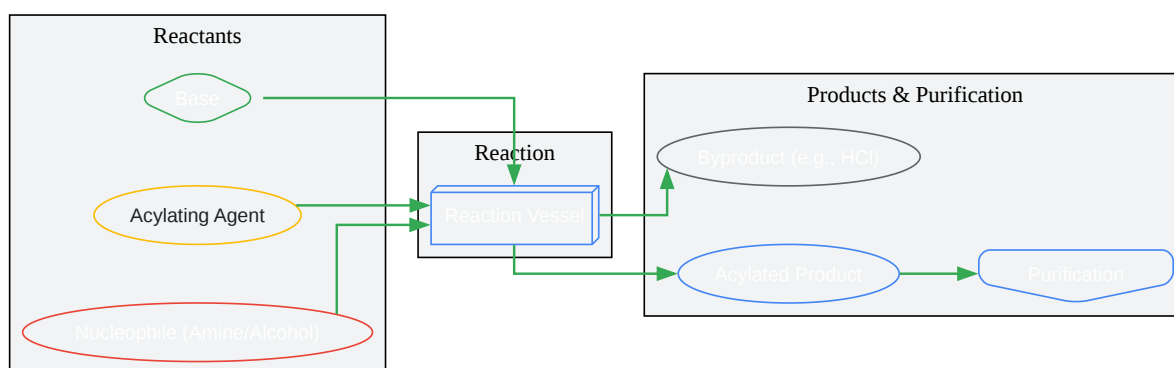 Reactants
Base
Acylating Agent
Nucleophile (Amine/Alcohol)
Reaction
Reaction Vessel
Products & Purification
Byproduct (e.g., HCl)
Acylated Product
Purification